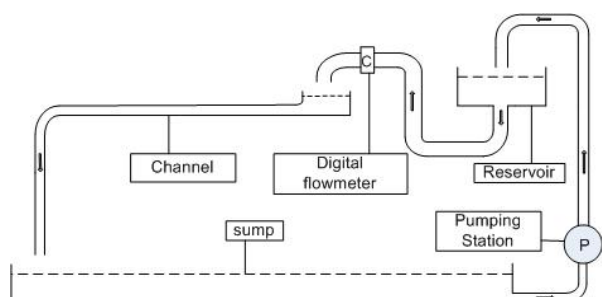 C
Channel
Digital
flowmeter
Reservoir
sump
Pumping
Station
P